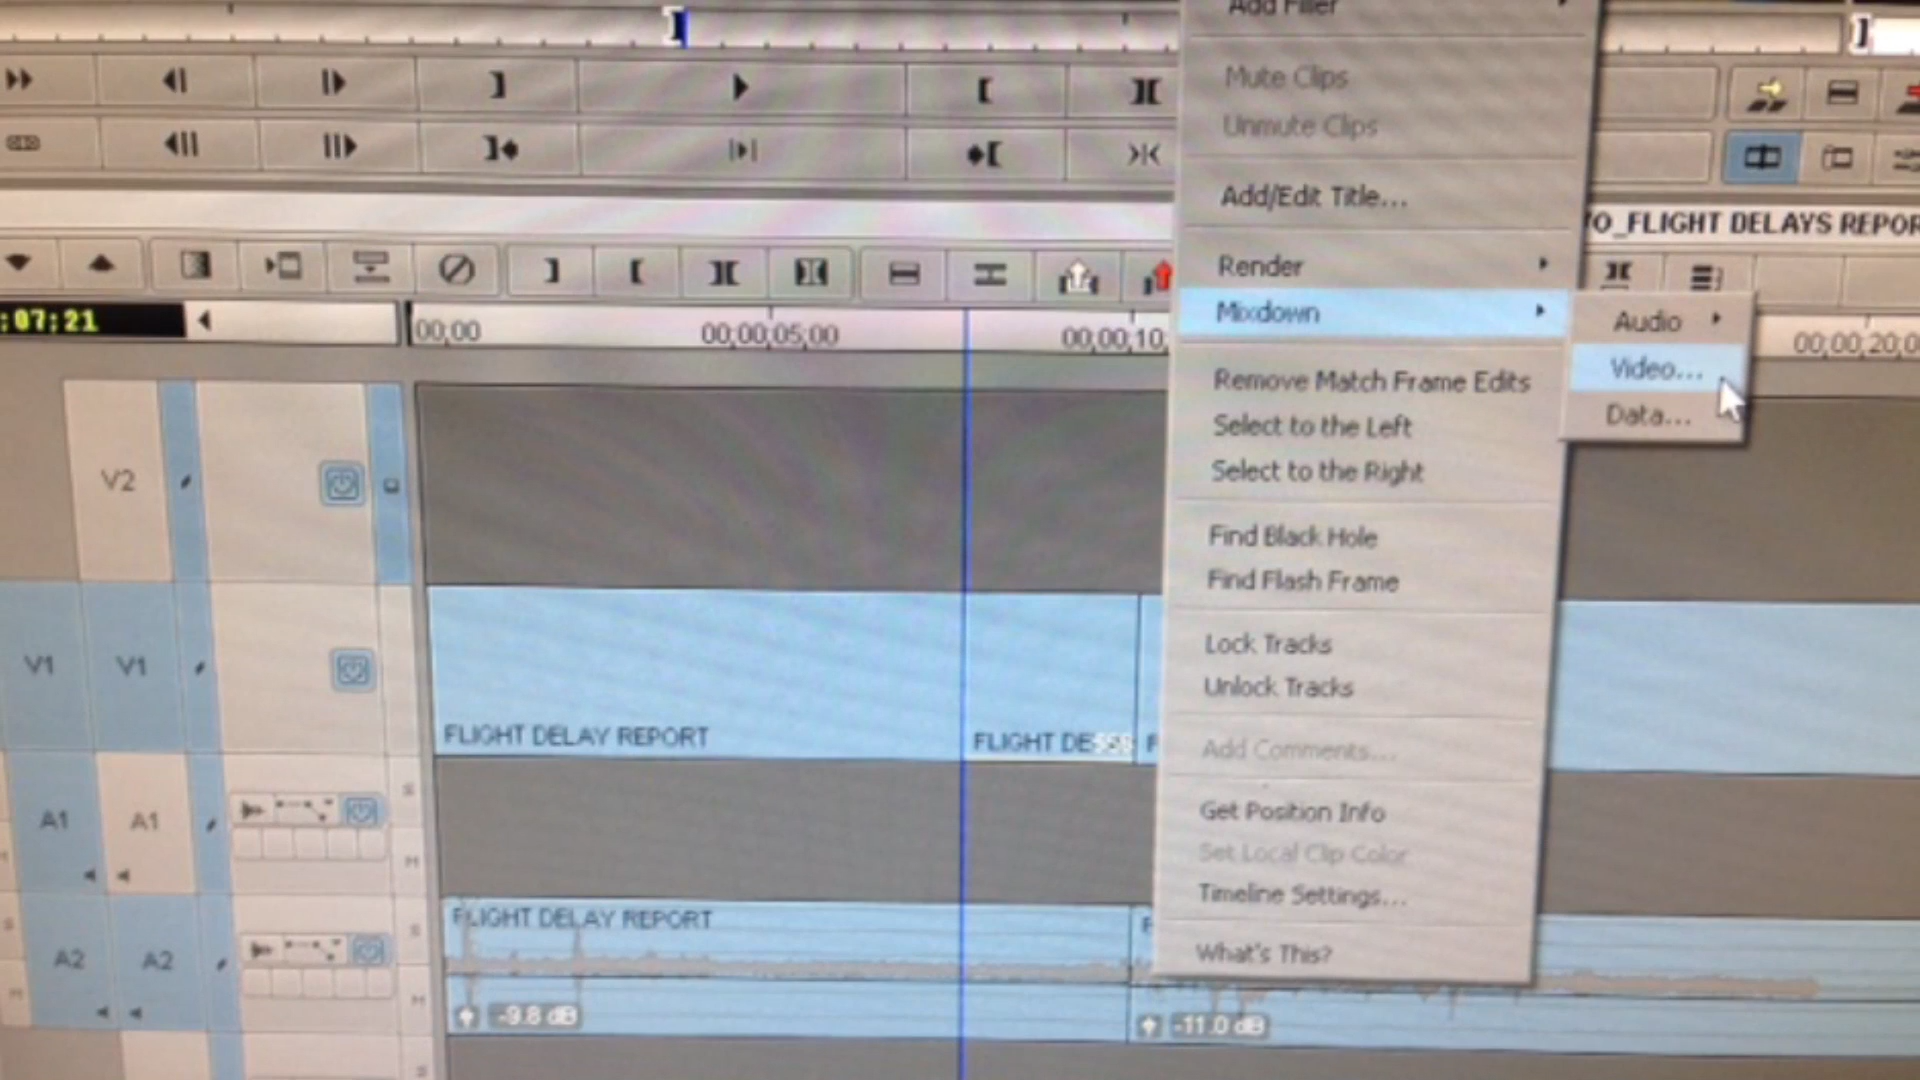 Add Filler
Mute Clips
Unmute Clips
Add/Edit Title...
O_FLIGHT DELAYS REPOR
Render
Mixdown
Audio
Video...
Data...
;07;21
00;00
00;00;05;00
00;00;10;
00;00;20;0
Remove Match Frame Edits
Select to the Left
Select to the Right
Find Black Hole
Find Flash Frame
Lock Tracks
Unlock Tracks
Add Comments...
Get Position Info
Set Local Clip Color
Timeline Settings...
What's This?
V2
V1 V1
FLIGHT DELAY REPORT
FLIGHT DE
F
A1 A1
S
M
FLIGHT DELAY REPORT
F
A2 A2
S
M
-9.8 dB
-11.0 dB
S